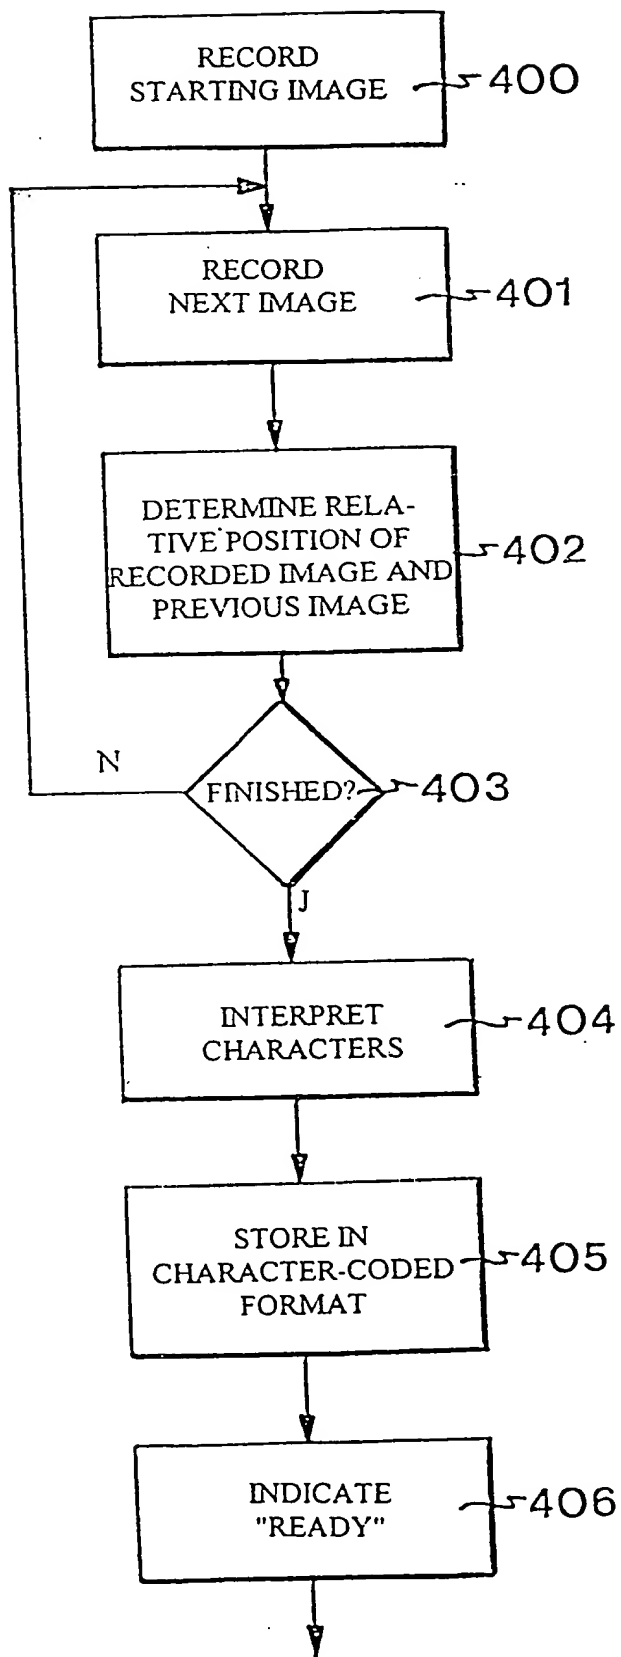 RECORD
STARTING IMAGE
400
RECORD
NEXT IMAGE
401
DETERMINE RELA-
TIVE POSITION OF
RECORDED IMAGE AND
PREVIOUS IMAGE
402
N
FINISHED?
403
J
INTERPRET
CHARACTERS
404
STORE IN
CHARACTER-CODED
FORMAT
405
INDICATE
"READY"
406